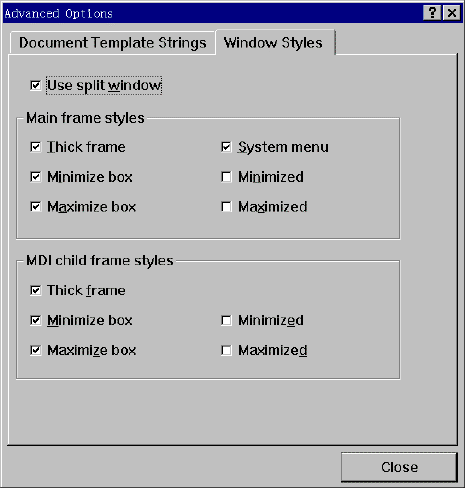 Advanced Options
Document Template Strings Window Styles
Use split window
Main frame styles
Thick frame System menu
Minimize box Minimized
Maximize box Maximized
MDI child frame styles
Thick frame
Minimize box Minimized
Maximize box Maximized
Close